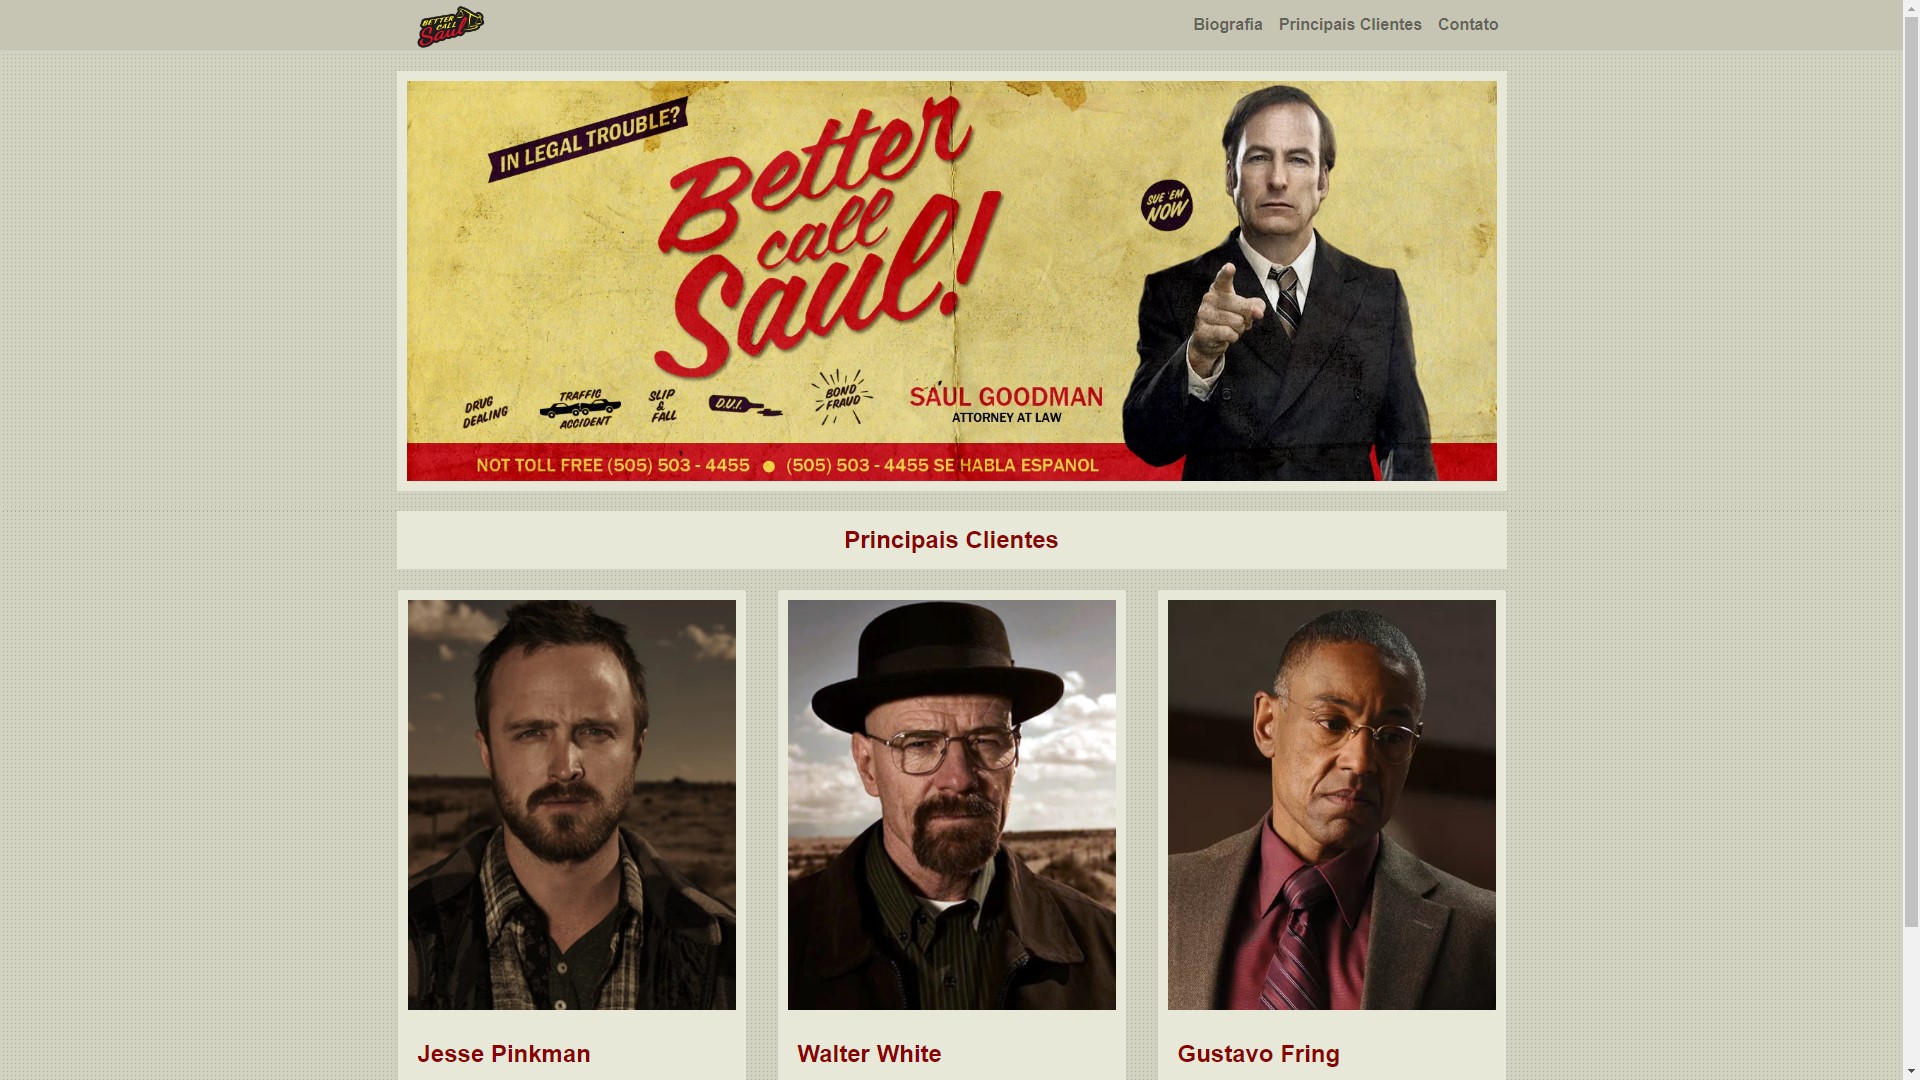 BETTER
CALL
Saul
Biografia
Principais Clientes
Contato
IN LEGAL TROUBLE?
Better
call
Saul!
SUE 'EM
NOW
DRUG
DEALING
TRAFFIC
ACCIDENT
SLIP
&
FALL
D.U.I.
BOND
FRAUD
SAUL GOODMAN
ATTORNEY AT LAW
NOT TOLL FREE (505) 503 - 4455 ● (505) 503 - 4455 SE HABLA ESPANOL
Principais Clientes
Jesse Pinkman
Walter White
Gustavo Fring